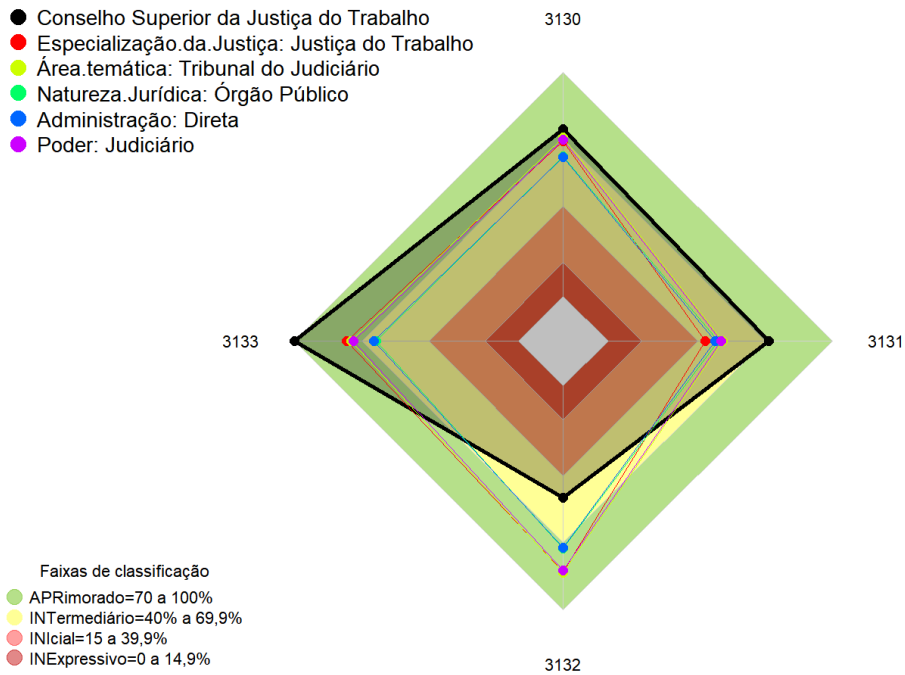 Conselho Superior da Justiça do Trabalho
Especialização.da.Justiça: Justiça do Trabalho
Área.temática: Tribunal do Judiciário
Natureza.Jurídica: Órgão Público
Administração: Direta
Poder: Judiciário
3130
3133
3131
3132
Faixas de classificação
APRimorado=70 a 100%
INTermediário=40% a 69,9%
INIcial=15 a 39,9%
INExpressivo=0 a 14,9%